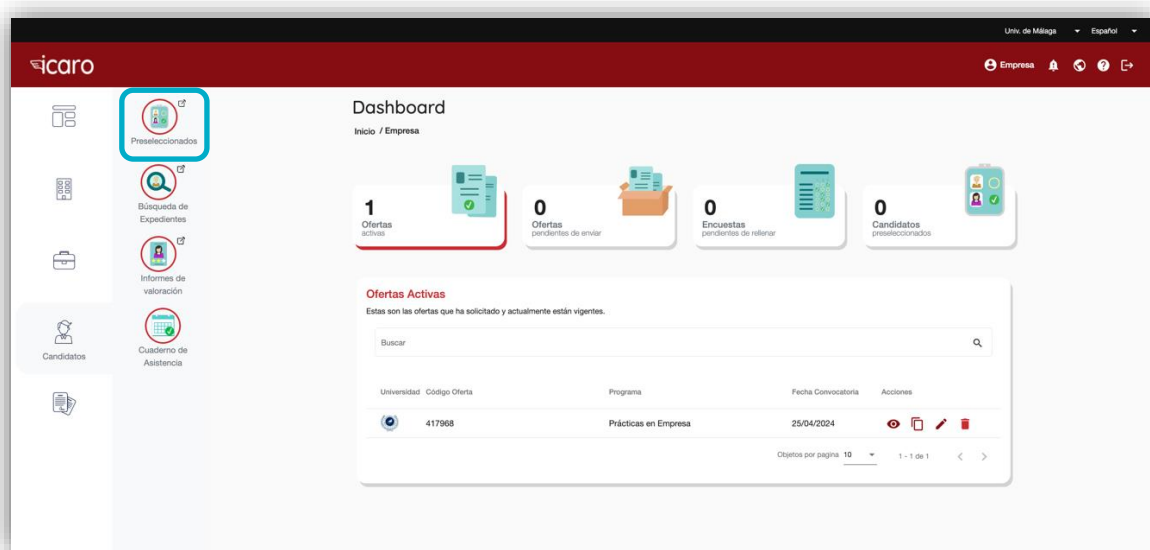 Univ. de Málaga Español
icaro
Empresa
Preseleccionados
Búsqueda de
Expedientes
Informes de
valoración
Candidatos
Cuaderno de
Asistencia
Dashboard
Inicio / Empresa
1
Ofertas
activas
0
Ofertas
pendientes de enviar
0
Encuestas
pendientes de rellenar
0
Candidatos
preseleccionados
Ofertas Activas
Estas son las ofertas que ha solicitado y actualmente están vigentes.
Buscar
Universidad Código Oferta Programa Fecha Convocatoria Acciones
417968 Prácticas en Empresa 25/04/2024
Objetos por pagina 10 1 - 1 de 1